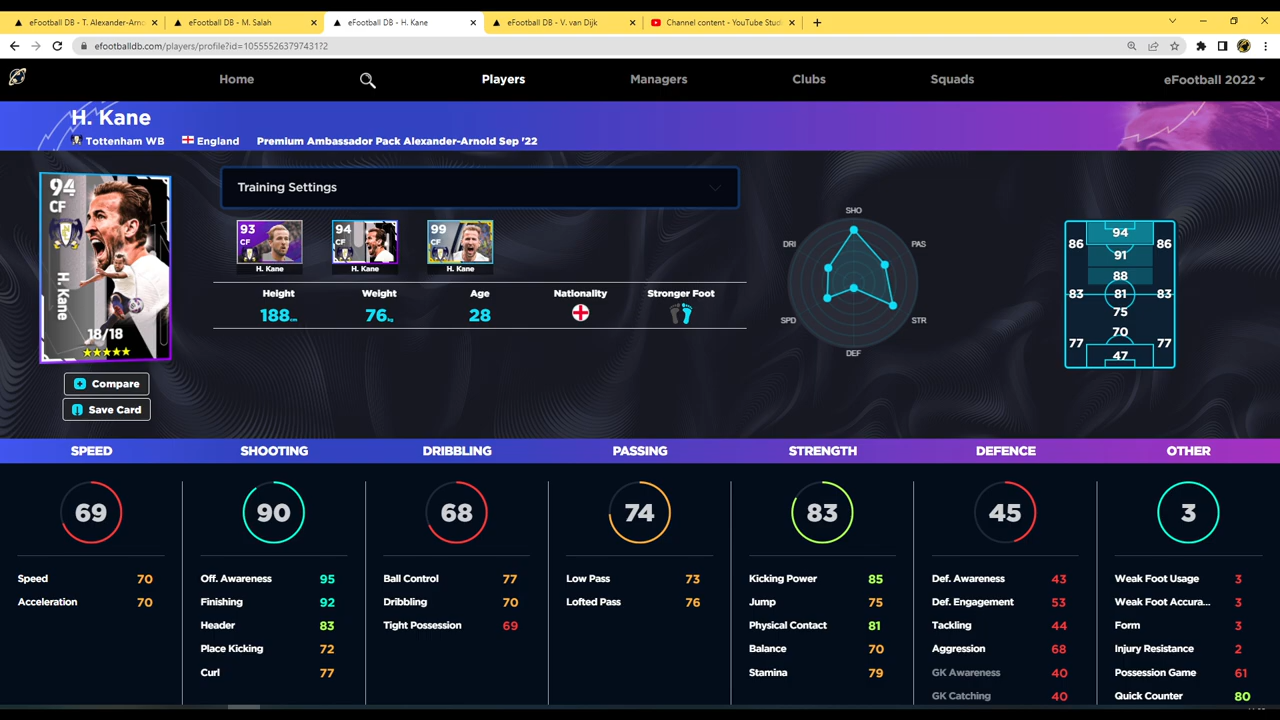 eFootball DB - T. Alexander-Arno
eFootball DB - M. Salah
eFootball DB - H. Kane
eFootball DB - V. van Dijk
Channel content - YouTube Stud
efootballdb.com/players/profile?id=105555263797431?2
Home
Players
Managers
Clubs
Squads
eFootball 2022
H. Kane
Tottenham WB
England
Premium Ambassador Pack Alexander-Arnold Sep '22
94
CF
H. Kane
18/18
Compare
Save Card
Training Settings
93
CF
H. Kane
94
CF
H. Kane
99
CF
H. Kane
Height Weight Age Nationality Stronger Foot
188cm 76kg 28
SHO
PAS
STR
DEF
SPD
DRI
94
86 86
91
88
83 81 83
75
70
77 77
47
SPEED SHOOTING DRIBBLING PASSING STRENGTH DEFENCE OTHER
69 90 68 74 83 45 3
Speed 70
Acceleration 70
Off. Awareness 95
Finishing 92
Header 83
Place Kicking 72
Curl 77
Ball Control 77
Dribbling 70
Tight Possession 69
Low Pass 73
Lofted Pass 76
Kicking Power 85
Jump 75
Physical Contact 81
Balance 70
Stamina 79
Def. Awareness 43
Def. Engagement 53
Tackling 44
Aggression 68
GK Awareness 40
GK Catching 40
Weak Foot Usage 3
Weak Foot Accura... 3
Form 3
Injury Resistance 2
Possession Game 61
Quick Counter 80